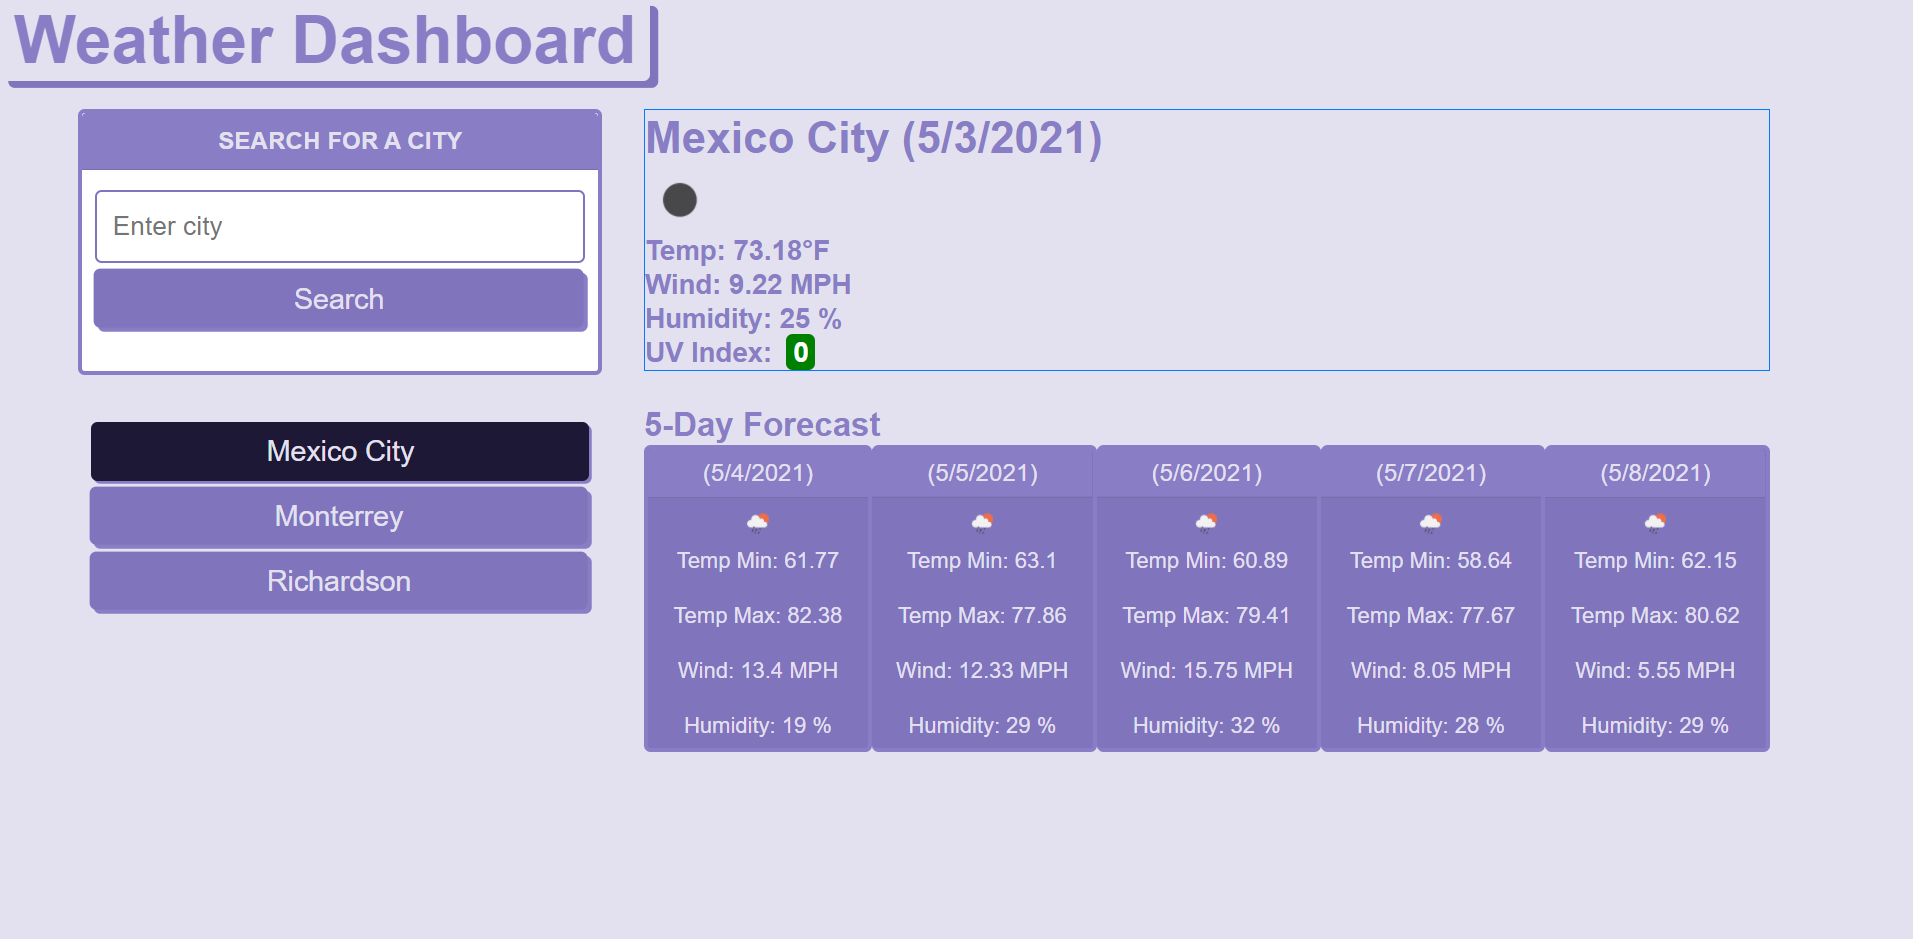 Weather Dashboard
SEARCH FOR A CITY
Enter city
Search
Mexico City
Monterrey
Richardson
Mexico City (5/3/2021)
Temp: 73.18°F
Wind: 9.22 MPH
Humidity: 25 %
UV Index: 0
5-Day Forecast
(5/4/2021)
Temp Min: 61.77
Temp Max: 82.38
Wind: 13.4 MPH
Humidity: 19 %
(5/5/2021)
Temp Min: 63.1
Temp Max: 77.86
Wind: 12.33 MPH
Humidity: 29 %
(5/6/2021)
Temp Min: 60.89
Temp Max: 79.41
Wind: 15.75 MPH
Humidity: 32 %
(5/7/2021)
Temp Min: 58.64
Temp Max: 77.67
Wind: 8.05 MPH
Humidity: 28 %
(5/8/2021)
Temp Min: 62.15
Temp Max: 80.62
Wind: 5.55 MPH
Humidity: 29 %